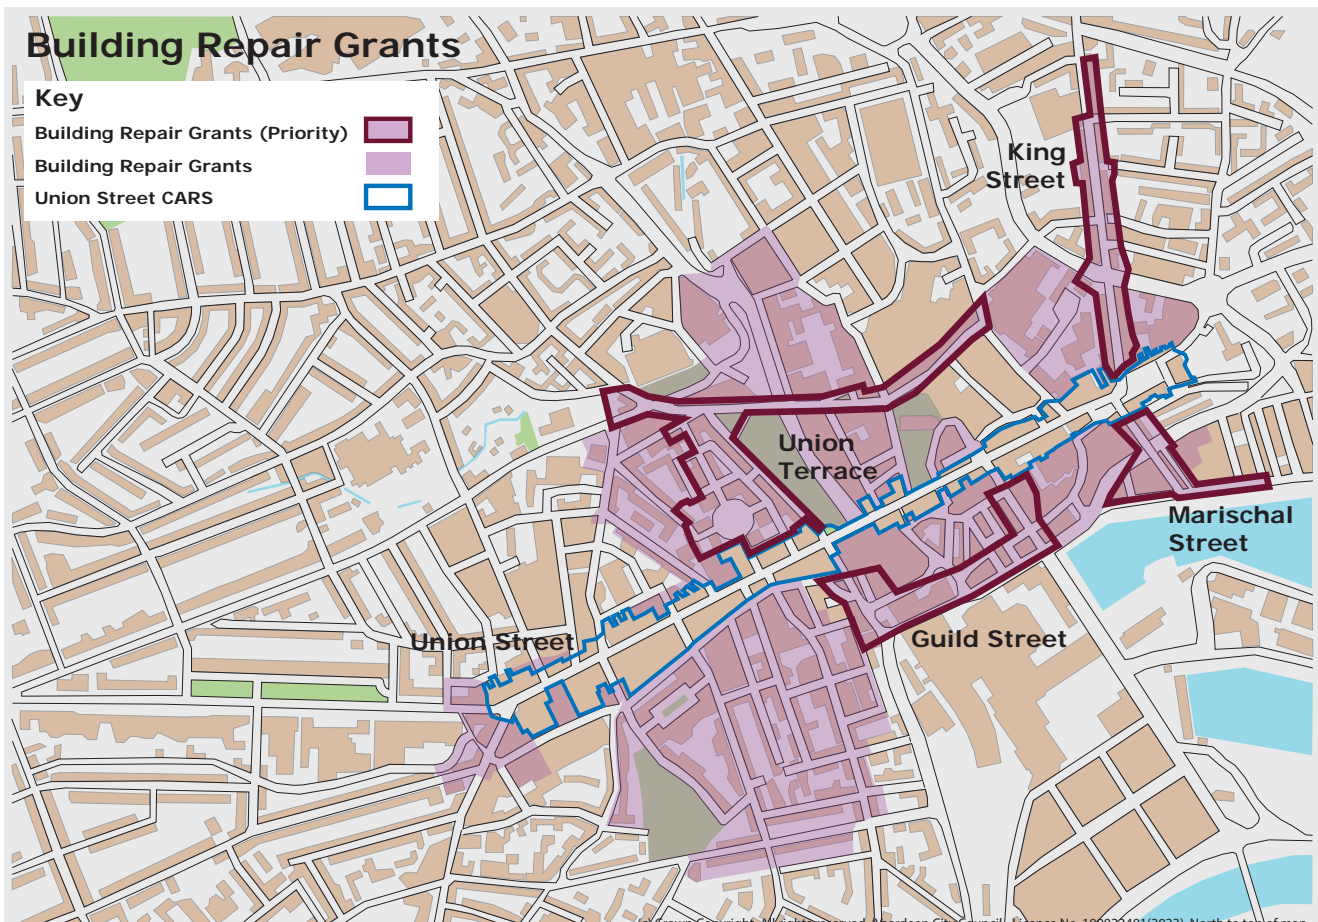 Building Repair Grants
Key
Building Repair Grants (Priority)
Building Repair Grants
Union Street CARS
King
Street
Union
Terrace
Marischal
Street
Union Street
Guild Street